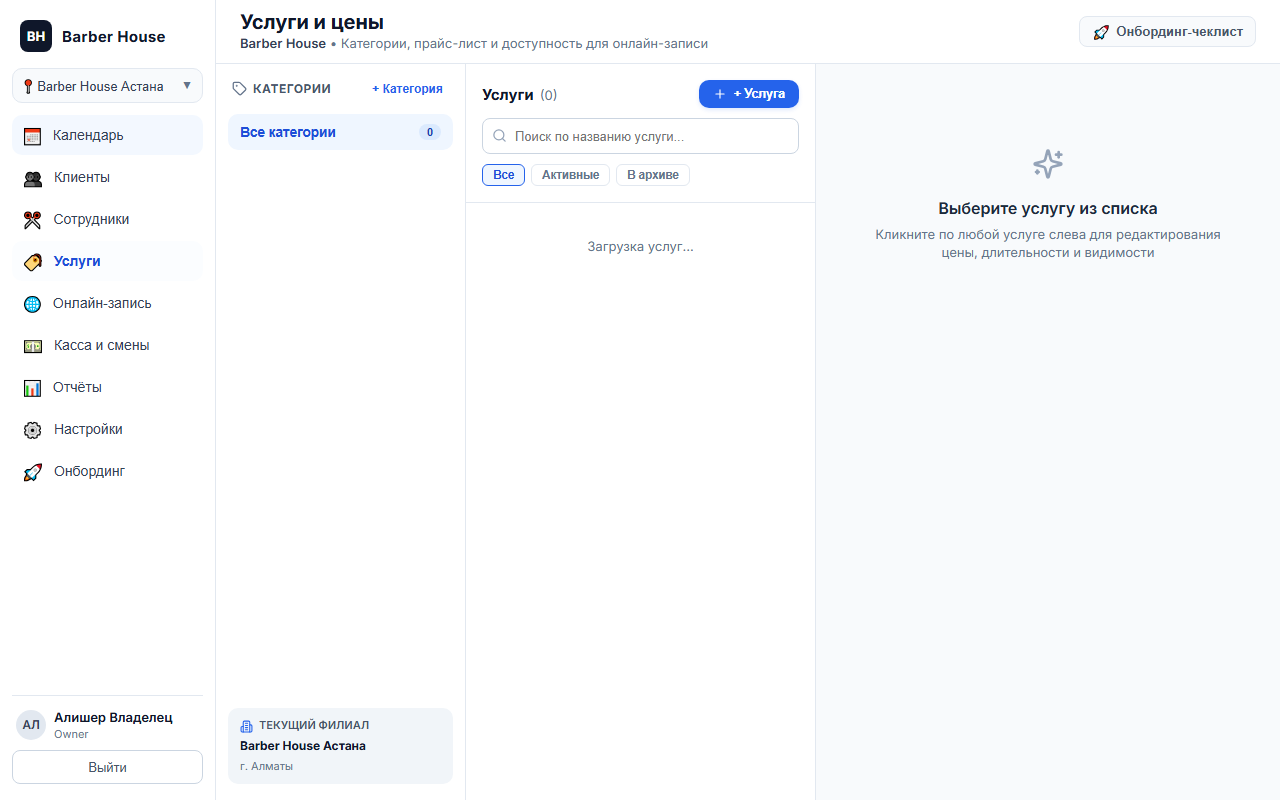 BH Barber House
Barber House Астана ▼
Календарь
Клиенты
Сотрудники
Услуги
Онлайн-запись
Касса и смены
Отчёты
Настройки
Онбординг
АЛ Алишер Владелец
Owner
Выйти
Услуги и цены
Barber House • Категории, прайс-лист и доступность для онлайн-записи
Онбординг-чеклист
КАТЕГОРИИ + Категория
Все категории 0
ТЕКУЩИЙ ФИЛИАЛ
Barber House Астана
г. Алматы
Услуги (0) + + Услуга
Поиск по названию услуги...
Все Активные В архиве
Загрузка услуг...
Выберите услугу из списка
Кликните по любой услуге слева для редактирования
цены, длительности и видимости